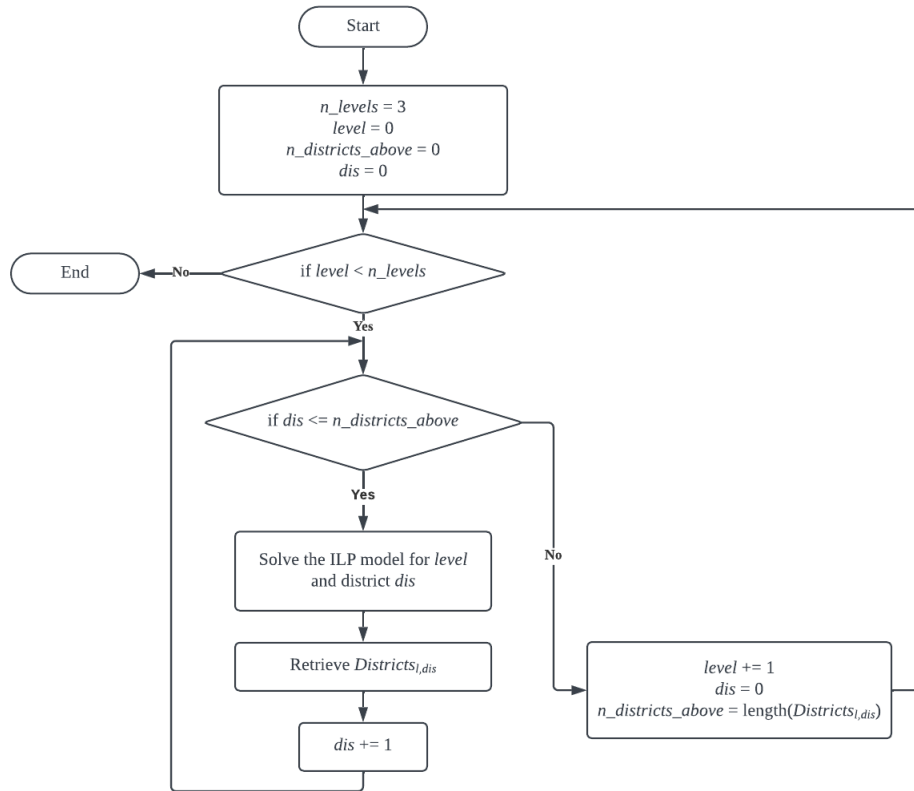 Start
n_levels = 3
level = 0
n_districts_above = 0
dis = 0
if level < n_levels
No
End
Yes
if dis <= n_districts_above
Yes
No
Solve the ILP model for level
and district dis
Retrieve Districts_{l,dis}
dis += 1
level += 1
dis = 0
n_districts_above = length(Districts_{l,dis})